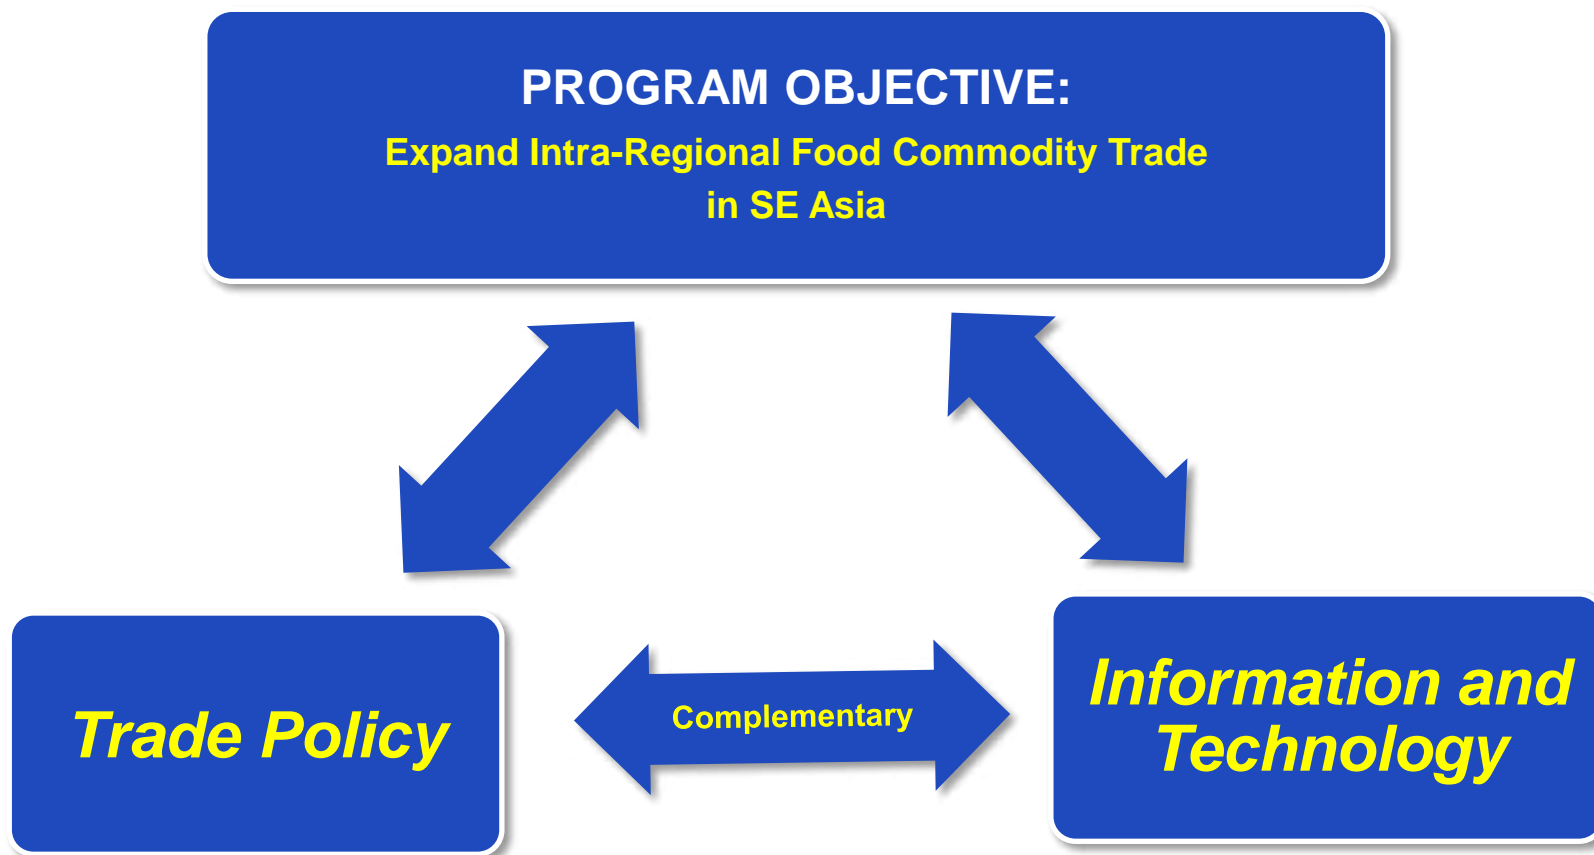 PROGRAM OBJECTIVE:
Expand Intra-Regional Food Commodity Trade
in SE Asia
Trade Policy
Complementary
Information and
Technology